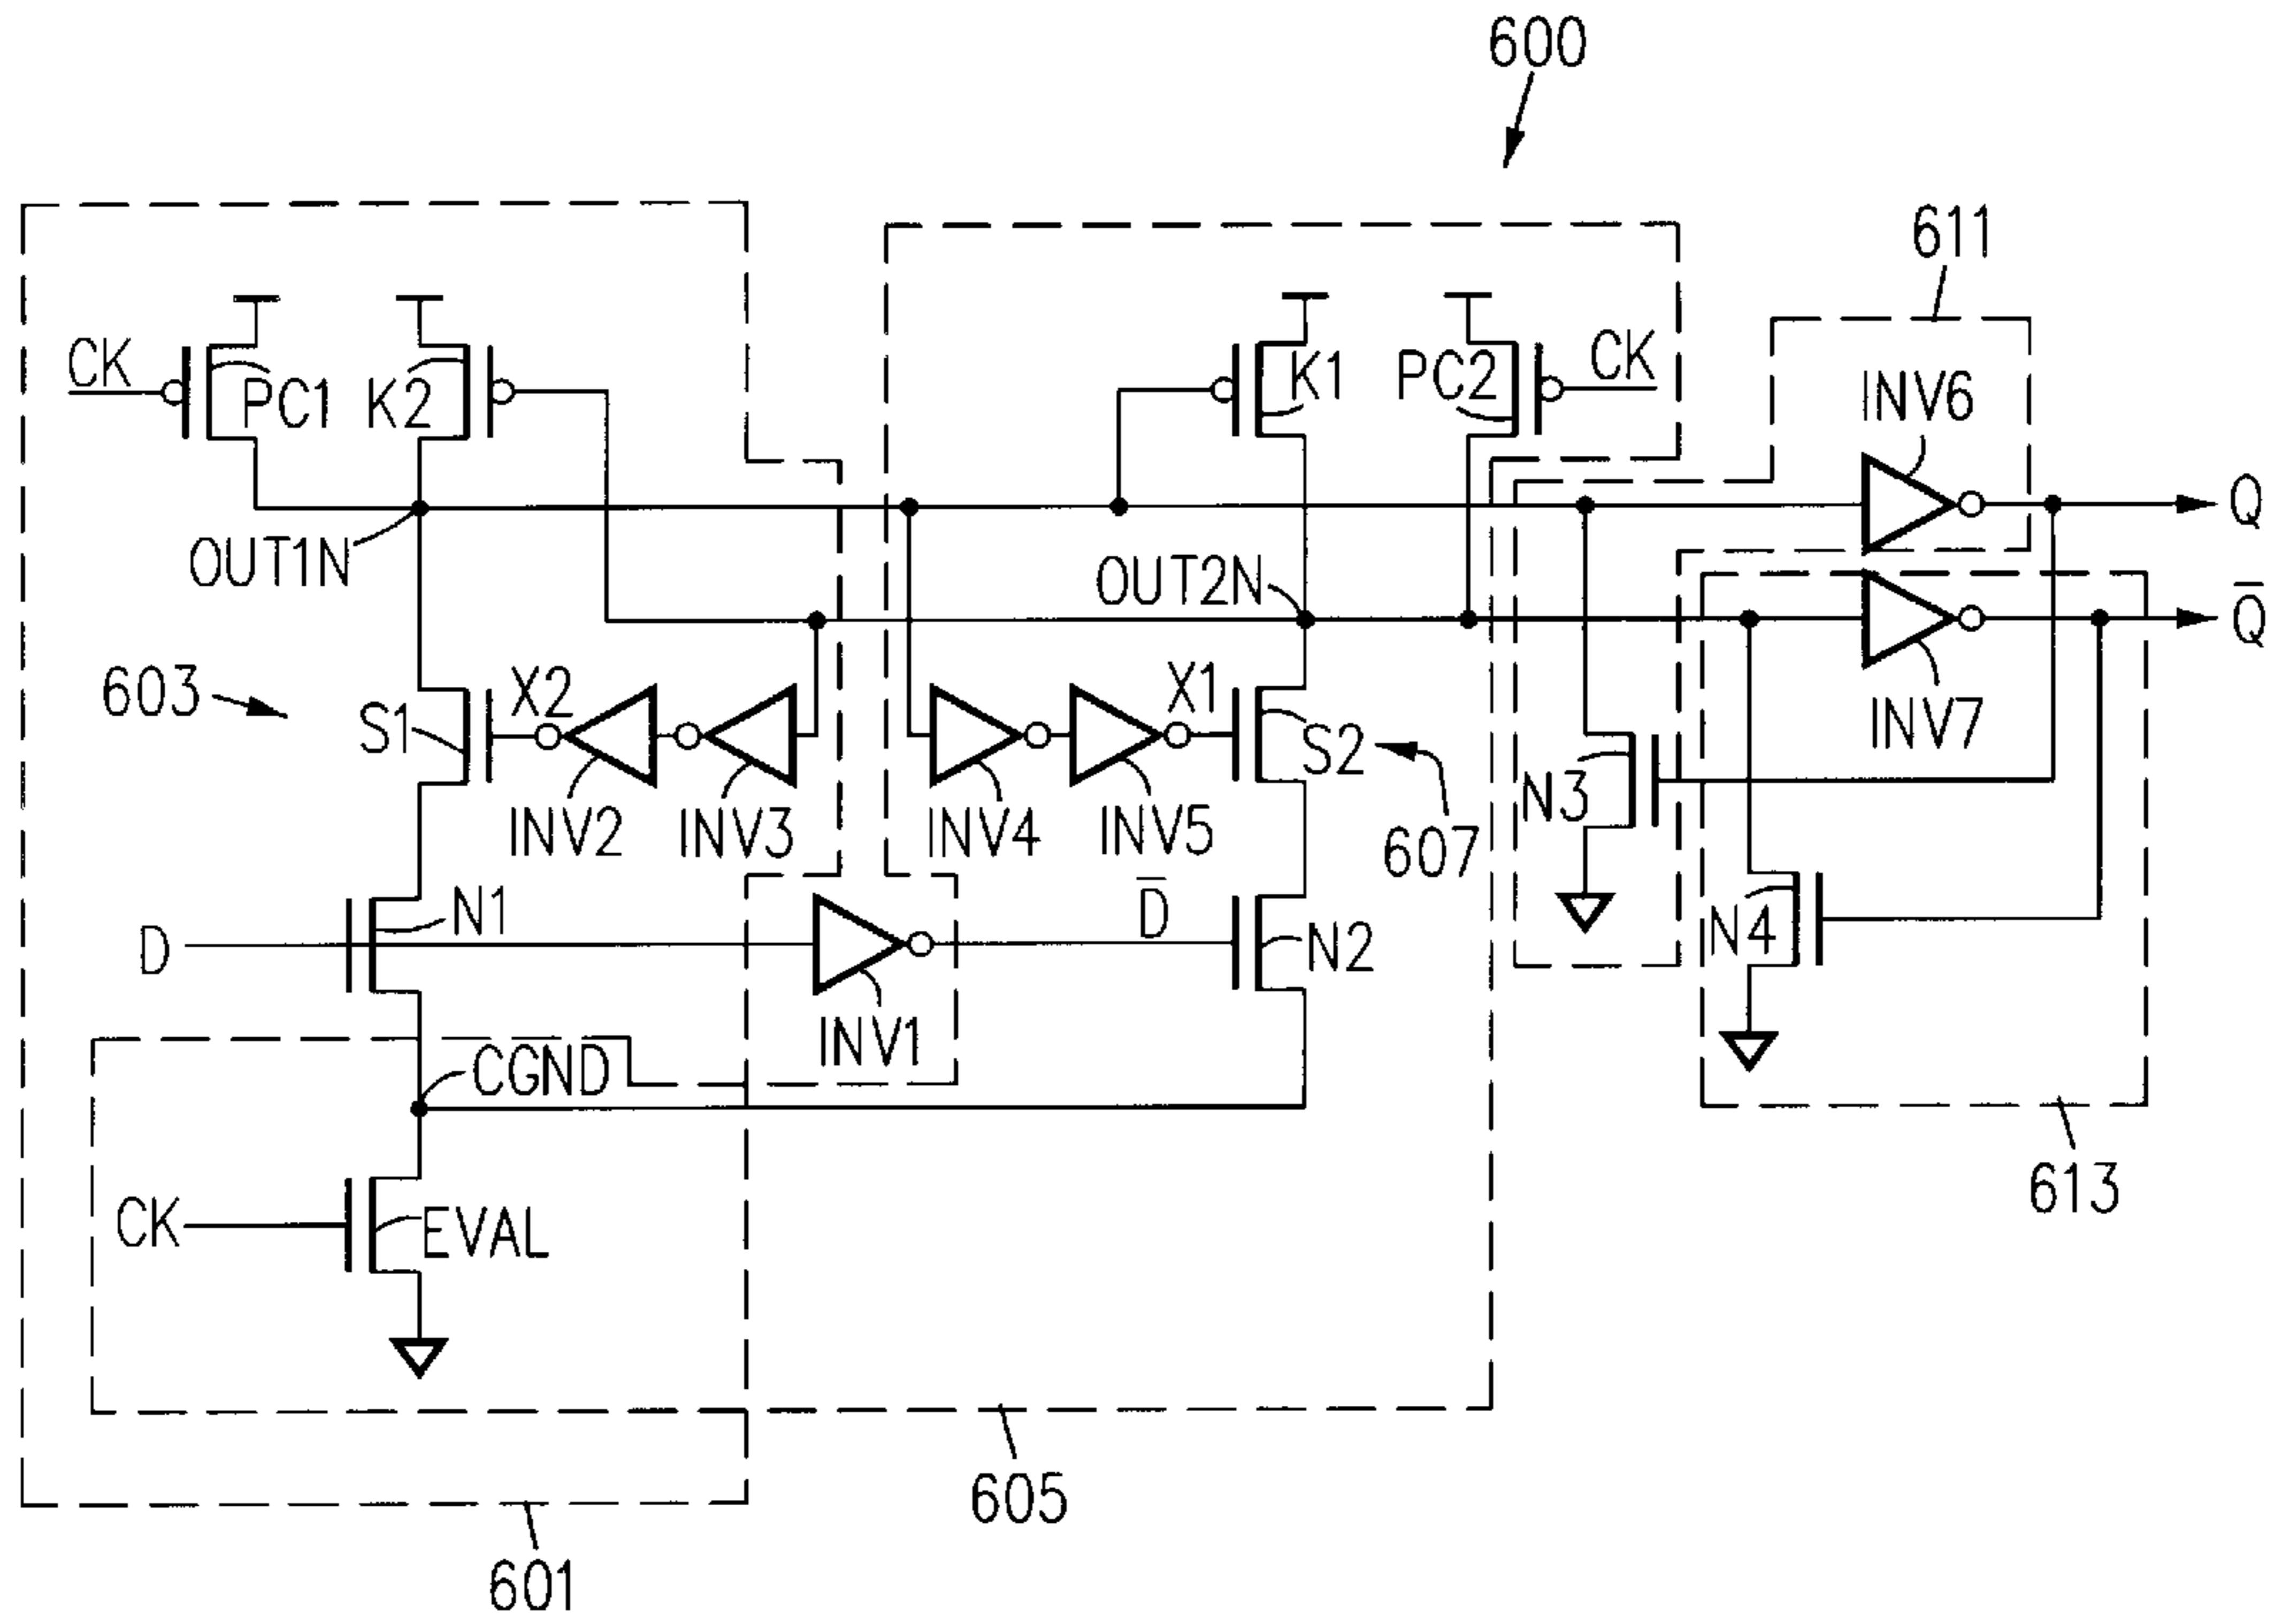 600
611
CK
PC1
K2
K1
PC2
CK
INV6
Q
OUT1N
OUT2N
Q̅
603
S1
X2
X1
S2
INV7
INV2
INV3
INV4
INV5
607
N3
N1
D
D̅
N2
N4
INV1
CGND
613
CK
EVAL
605
601